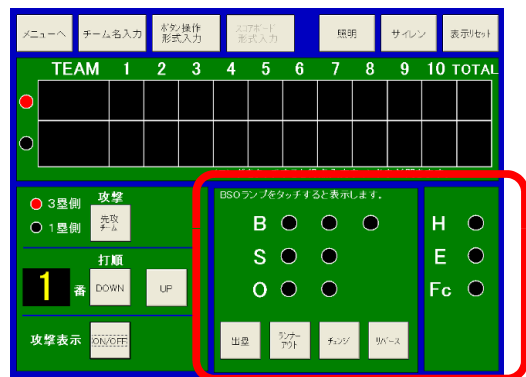 メニューへ
チーム名入力
ボタン操作
形式入力
スコアボード
形式入力
照明
サイレン
表示リセット
TEAM 1 2 3 4 5 6 7 8 9 10 TOTAL
3塁側
1塁側
攻撃
先攻
チーム
打順
1 番 DOWN UP
攻撃表示 ON/OFF
BSOランプをタッチすると表示します。
B
S
O
出塁
ランナー
アウト
チェンジ
リバース
H
E
Fc